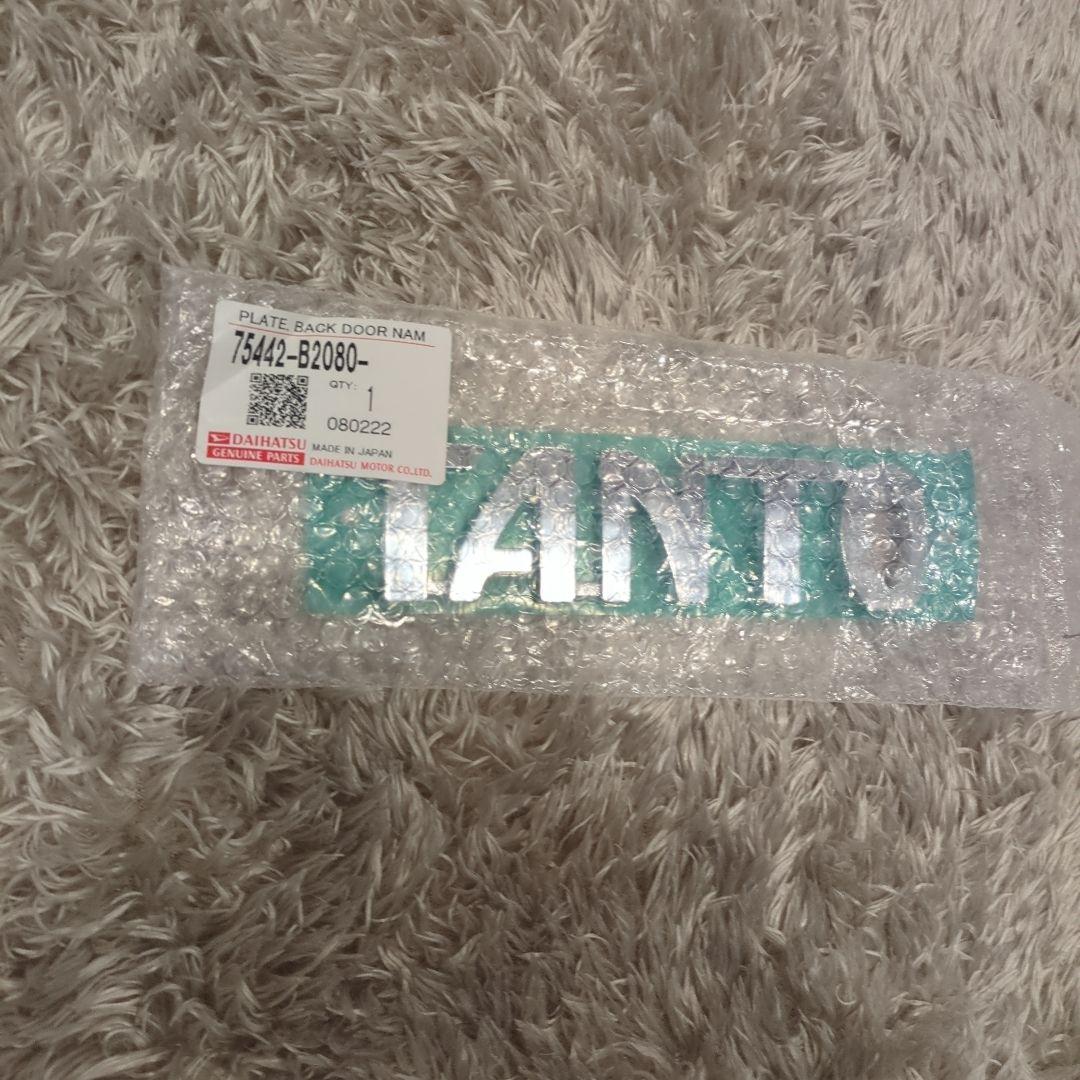 PLATE, BACK DOOR NAM
75442-B2080-
QTY: 1
080222
DAIHATSU
GENUINE PARTS
MADE IN JAPAN
DAIHATSU MOTOR CO.,LTD.
TANTO